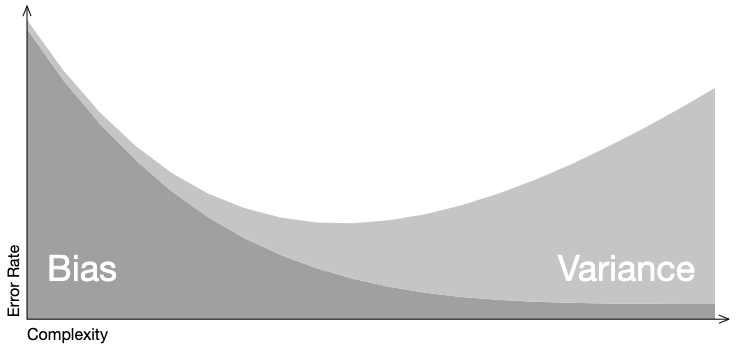 Error Rate
Bias
Variance
Complexity